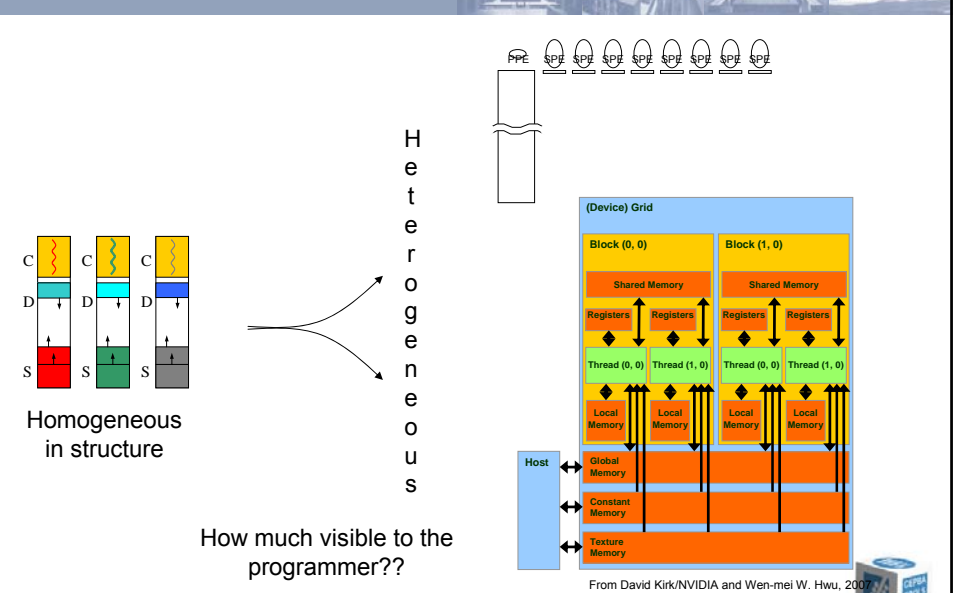 PPE SPE SPE SPE SPE SPE SPE SPE
Heterogeneous
C C C
D D D
S S S
Homogeneous
in structure
How much visible to the
programmer??
(Device) Grid
Block (0, 0) Block (1, 0)
Shared Memory Shared Memory
Registers Registers Registers Registers
Thread (0, 0) Thread (1, 0) Thread (0, 0) Thread (1, 0)
Local Local Local Local
Memory Memory Memory Memory
Host
Global
Memory
Constant
Memory
Texture
Memory
From David Kirk/NVIDIA and Wen-mei W. Hwu, 2007
CEPBA